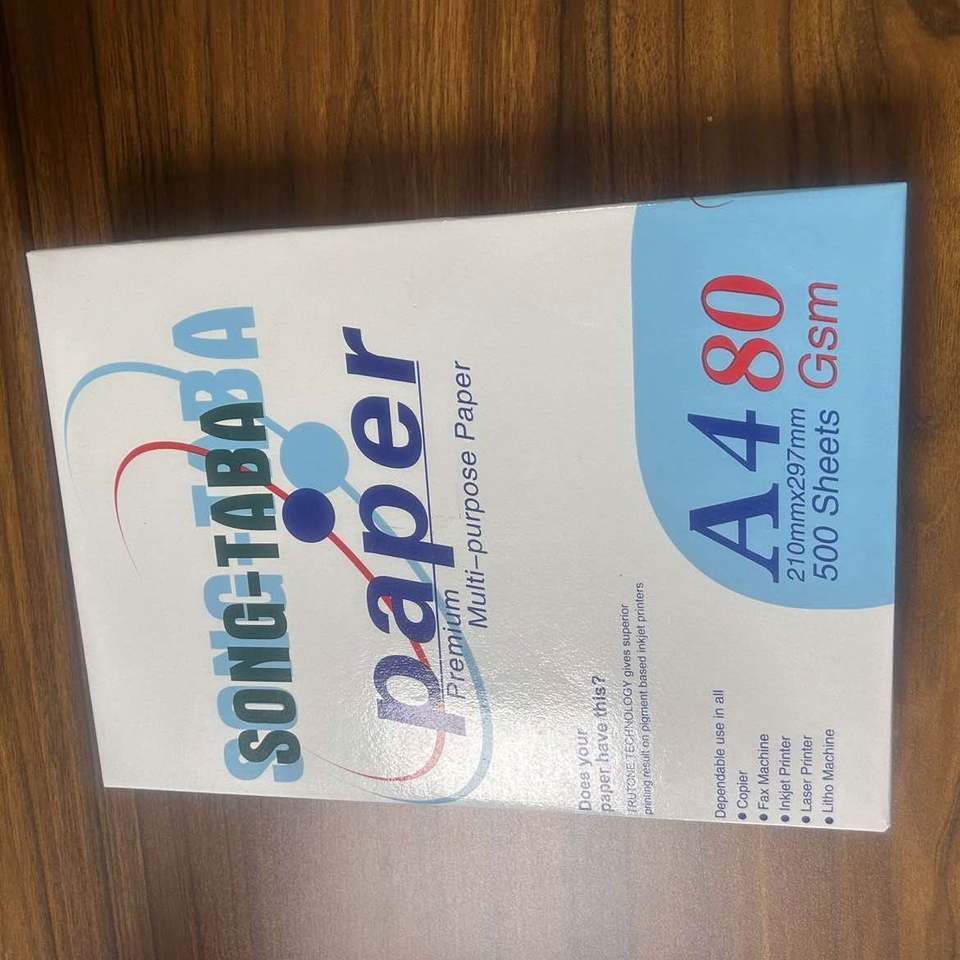 SONG-TABA
SONG-TABA
paper
Premium
Multi-purpose Paper
Does your
paper have this?
TRUTONE TECHNOLOGY gives superior
printing result on pigment based inkjet printers
Dependable use in all
• Copier
• Fax Machine
• Inkjet Printer
• Laser Printer
• Litho Machine
A4 80
210mmx297mm
500 Sheets Gsm